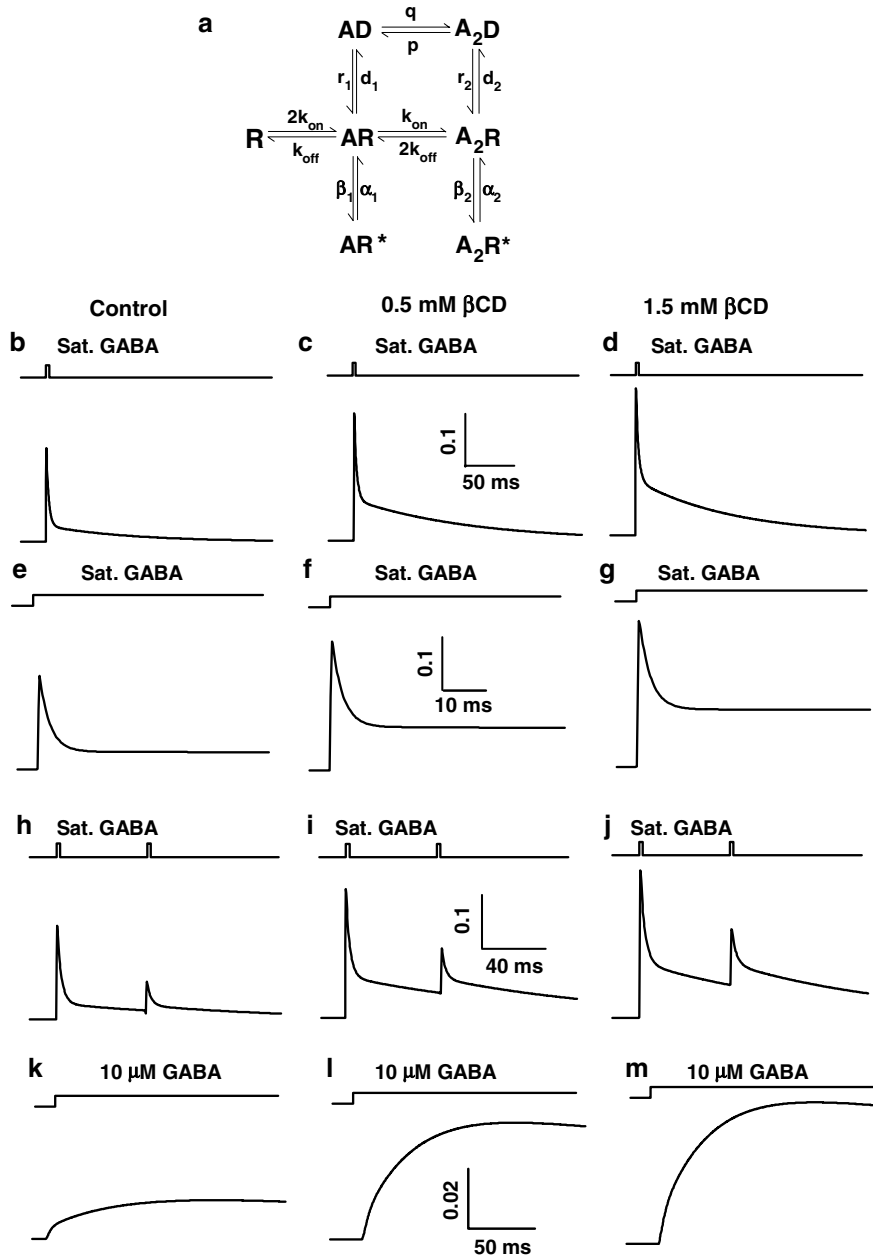 a
q
AD A₂D
p
r₁ d₁ r₂ d₂
2kₒₙ kₒₙ
R AR A₂R
k_off 2k_off
β₁ α₁ β₂ α₂
AR* A₂R*
Control 0.5 mM βCD 1.5 mM βCD
b Sat. GABA c Sat. GABA d Sat. GABA
0.1
50 ms
e Sat. GABA f Sat. GABA g Sat. GABA
0.1
10 ms
h Sat. GABA i Sat. GABA j Sat. GABA
0.1
40 ms
k 10 μM GABA l 10 μM GABA m 10 μM GABA
0.02
50 ms